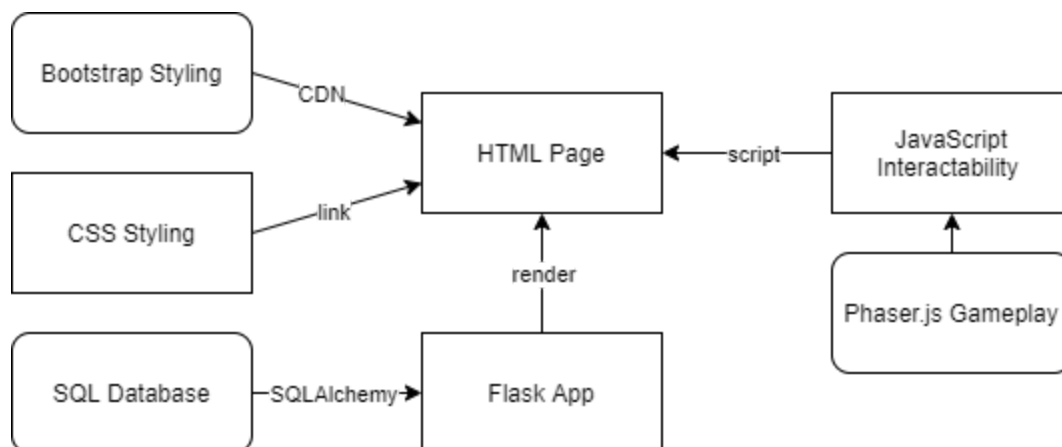 Bootstrap Styling
CDN
HTML Page
script
JavaScript
Interactability
CSS Styling
link
render
Phaser.js Gameplay
SQL Database
SQLAlchemy
Flask App